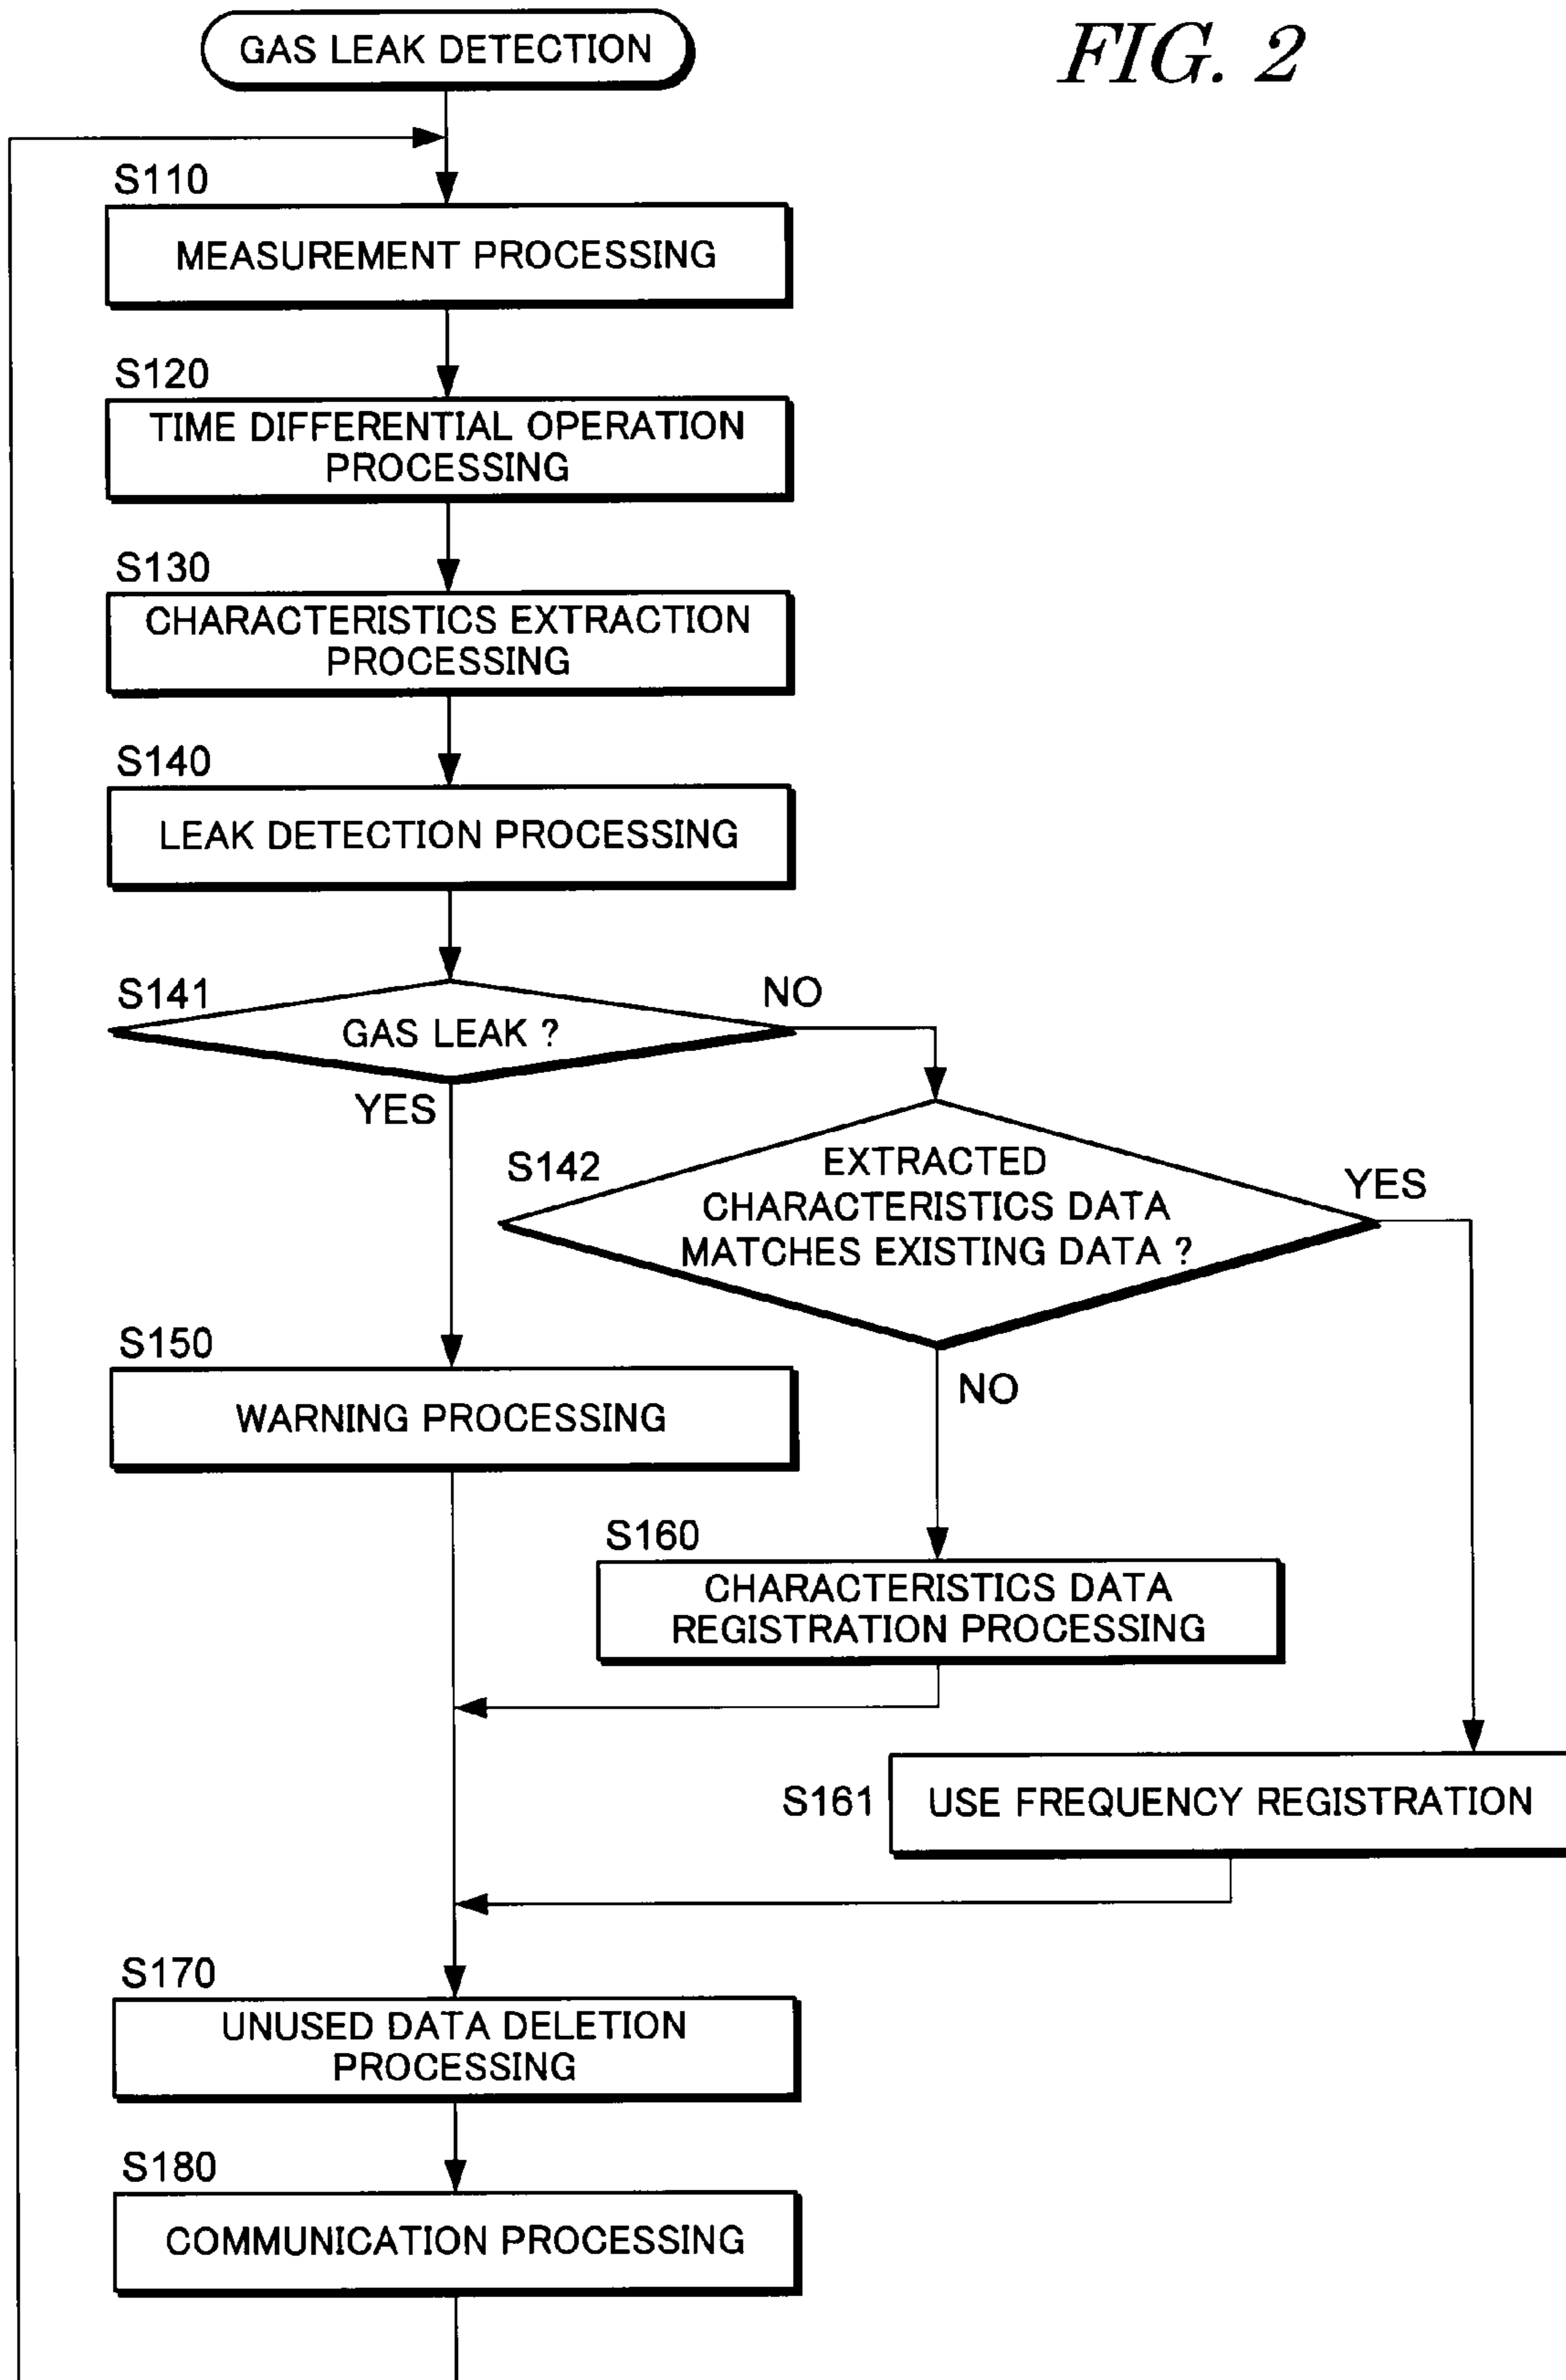 GAS LEAK DETECTION
FIG. 2
S110
MEASUREMENT PROCESSING
S120
TIME DIFFERENTIAL OPERATION
PROCESSING
S130
CHARACTERISTICS EXTRACTION
PROCESSING
S140
LEAK DETECTION PROCESSING
S141
GAS LEAK ?
NO
YES
S142
EXTRACTED
CHARACTERISTICS DATA
MATCHES EXISTING DATA ?
YES
NO
S150
WARNING PROCESSING
S160
CHARACTERISTICS DATA
REGISTRATION PROCESSING
S161
USE FREQUENCY REGISTRATION
S170
UNUSED DATA DELETION
PROCESSING
S180
COMMUNICATION PROCESSING